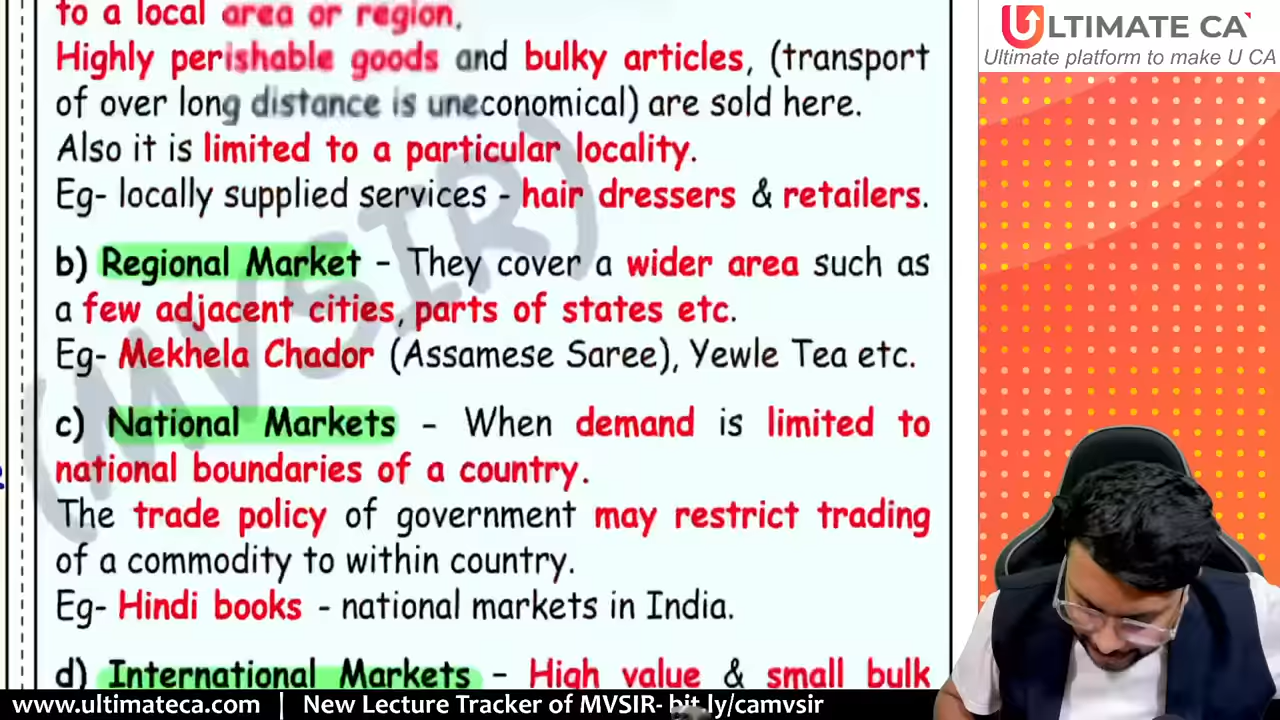 to a local area or region.
Highly perishable goods and bulky articles, (transport
of over long distance is uneconomical) are sold here.
Also it is limited to a particular locality.
Eg- locally supplied services - hair dressers & retailers.
b) Regional Market - They cover a wider area such as
a few adjacent cities, parts of states etc.
Eg- Mekhela Chador (Assamese Saree), Yewle Tea etc.
c) National Markets - When demand is limited to
national boundaries of a country.
The trade policy of government may restrict trading
of a commodity to within country.
Eg- Hindi books - national markets in India.
d) International Markets - High value & small bulk
(MVSIR)
ULTIMATE CA
Ultimate platform to make U CA
www.ultimateca.com | New Lecture Tracker of MVSIR- bit.ly/camvsir